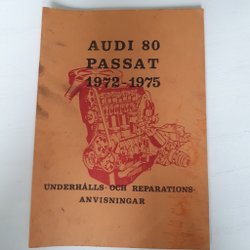 AUDI 80
PASSAT
1972-1975
UNDERHÅLLS- OCH REPARATIONS-
ANVISNINGAR